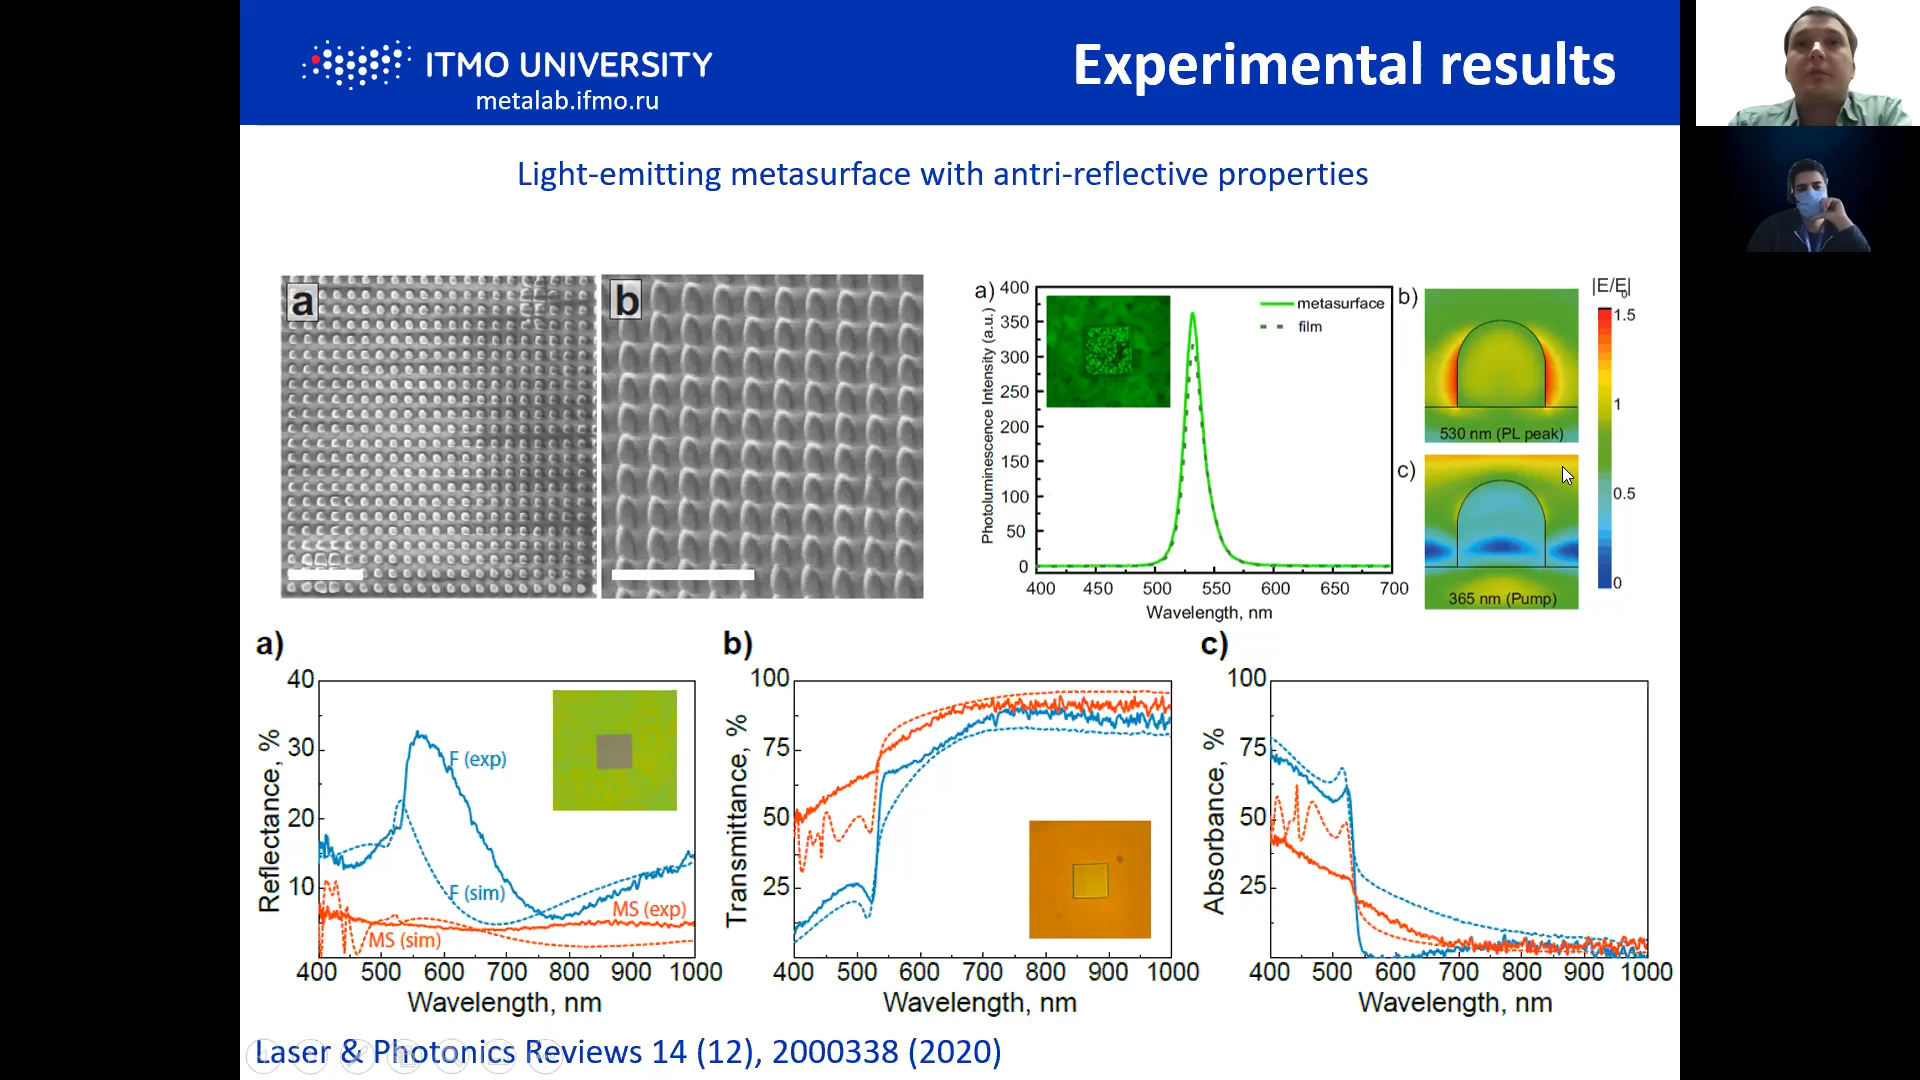 ITMO UNIVERSITY
metalab.ifmo.ru
Experimental results
Light-emitting metasurface with antri-reflective properties
a
b
a)
Photoluminescence Intensity (a.u.)
400
350
300
250
200
150
100
50
0
metasurface
film
400 450 500 550 600 650 700
Wavelength, nm
b)
530 nm (PL peak)
c)
365 nm (Pump)
|E/E0|
1.5
1
0.5
0
a)
Reflectance, %
40
30
20
10
F (exp)
F (sim)
MS (exp)
MS (sim)
400 500 600 700 800 900 1000
Wavelength, nm
b)
Transmittance, %
100
75
50
25
400 500 600 700 800 900 1000
Wavelength, nm
c)
Absorbance, %
100
75
50
25
400 500 600 700 800 900 1000
Wavelength, nm
Laser & Photonics Reviews 14 (12), 2000338 (2020)